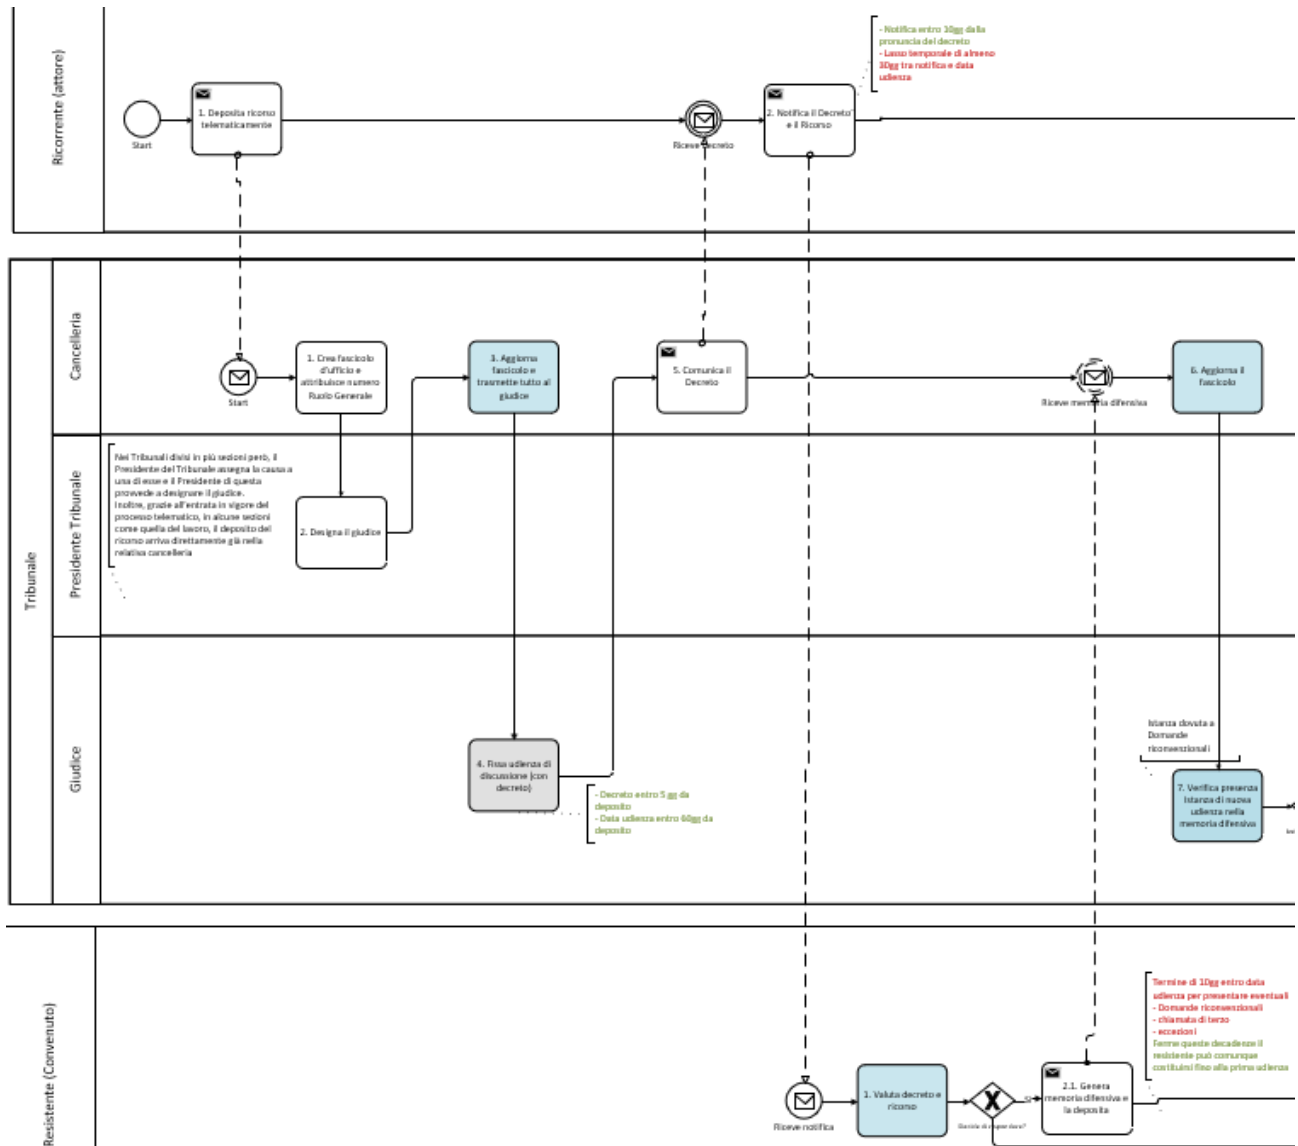 Ricorrente (attore)
Start
1. Deposita ricorso
telematicamente
Riceve decreto
2. Notifica il Decreto
e il Ricorso
- Notifica entro 10gg dalla
pronuscia del decreto
- Lasso temporale di almeno
30gg tra notifica e data
udienza
Tribunale
Cancelleria
Start
1. Crea fascicolo
d'ufficio e
attribuisce numero
Ruolo Generale
3. Aggiorna
fascicolo e
trasmette tutto al
giudice
5. Comunica il
Decreto
Riceve memoria difensiva
6. Aggiorna il
fascicolo
Presidente Tribunale
Nei Tribunali divisi in più sezioni però, il
Presidente del Tribunale assegna la causa a
una di esse e il Presidente di questa
provvede a designare il giudice.
Inoltre, grazie all'entrata in vigore del
processo telematico, in alcune sezioni
come quella del lavoro, il deposito del
ricorso arriva direttamente già nella
relativa cancelleria
2. Designa il giudice
Giudice
4. Fissa udienza di
discussione (con
decreto)
- Decreto entro 5 gg da
deposito
- Data udienza entro 60gg da
deposito
Istanza dovuta a
Domande
riconvenzionali
7. Verifica presenza
Istanza di nuova
udienza nella
memoria difensiva
Resistente (Convenuto)
Riceve notifica
1. Valuta decreto e
ricorso
X
Decide di rispondere?
Si
2.1. Genera
memoria difensiva e
la deposita
Termine di 10gg entro data
udienza per presentare eventuali
- Domande riconvenzionali
- chiamata di terzo
- eccezioni
Ferme queste decadenze il
resistente può comunque
costituirsi fino alla prima udienza